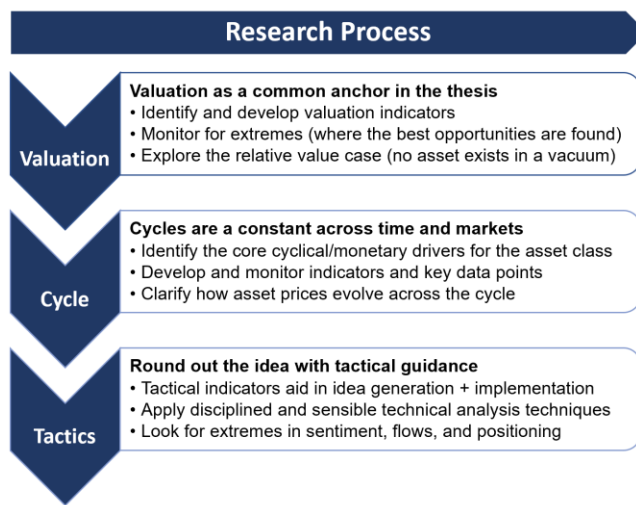 Research Process
Valuation
Valuation as a common anchor in the thesis
• Identify and develop valuation indicators
• Monitor for extremes (where the best opportunities are found)
• Explore the relative value case (no asset exists in a vacuum)
Cycle
Cycles are a constant across time and markets
• Identify the core cyclical/monetary drivers for the asset class
• Develop and monitor indicators and key data points
• Clarify how asset prices evolve across the cycle
Tactics
Round out the idea with tactical guidance
• Tactical indicators aid in idea generation + implementation
• Apply disciplined and sensible technical analysis techniques
• Look for extremes in sentiment, flows, and positioning